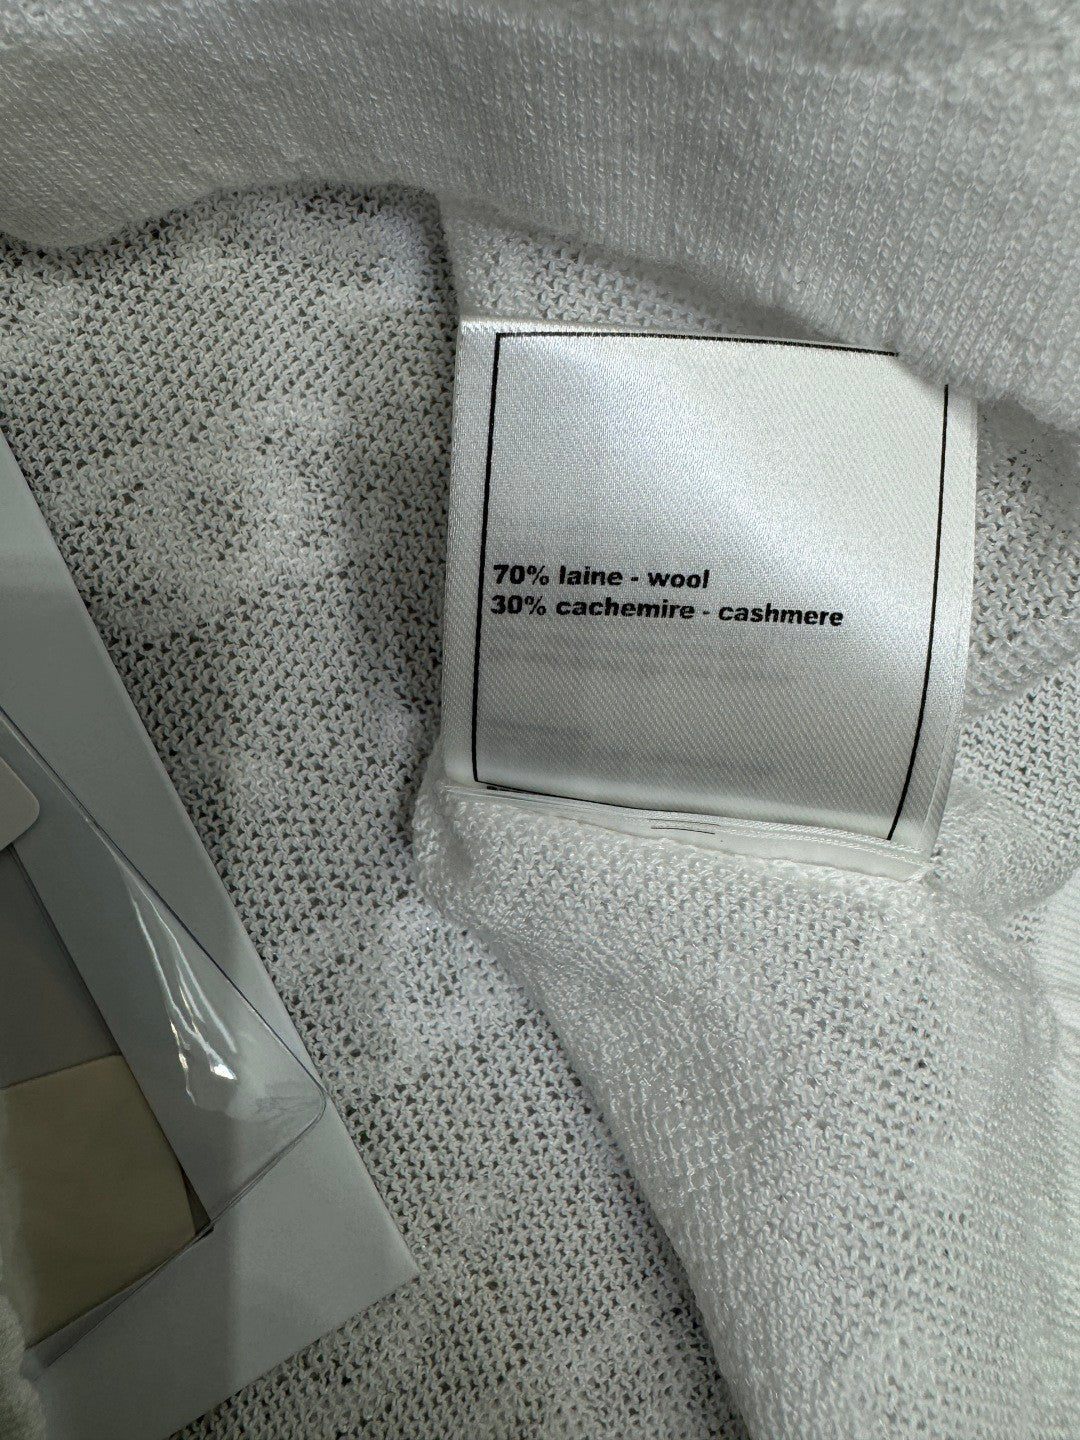 70% laine - wool
30% cachemire - cashmere